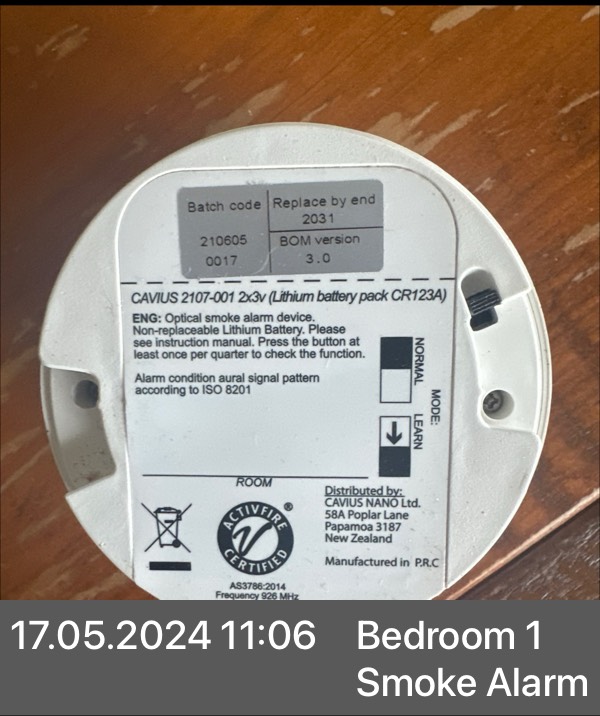 Batch code
210605
0017
Replace by end
2031
BOM version
3.0
CAVIUS 2107-001 2x3v (Lithium battery pack CR123A)
ENG: Optical smoke alarm device.
Non-replaceable Lithium Battery. Please
see instruction manual. Press the button at
least once per quarter to check the function.
Alarm condition aural signal pattern
according to ISO 8201
NORMAL
MODE:
LEARN
ROOM
ACTIVFIRE
®
CERTIFIED
Distributed by:
CAVIUS NANO Ltd.
58A Poplar Lane
Papamoa 3187
New Zealand
Manufactured in P.R.C
AS3786:2014
Frequency 926 MHz
17.05.2024 11:06
Bedroom 1
Smoke Alarm